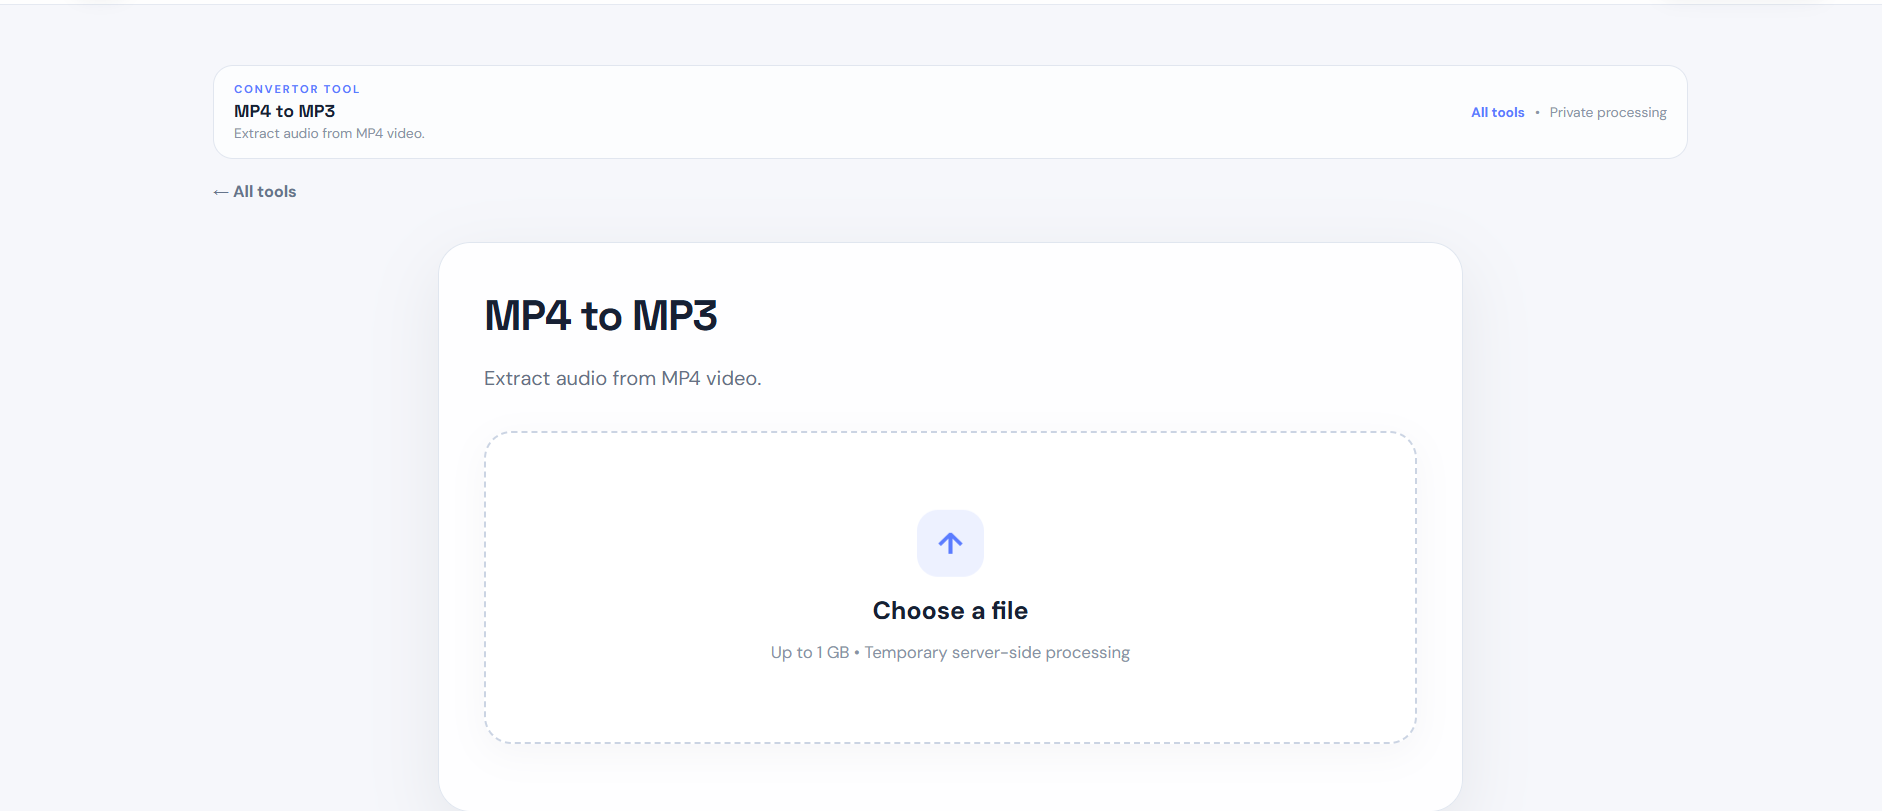 CONVERTOR TOOL
MP4 to MP3
Extract audio from MP4 video.
All tools • Private processing
← All tools
MP4 to MP3
Extract audio from MP4 video.
Choose a file
Up to 1 GB • Temporary server-side processing